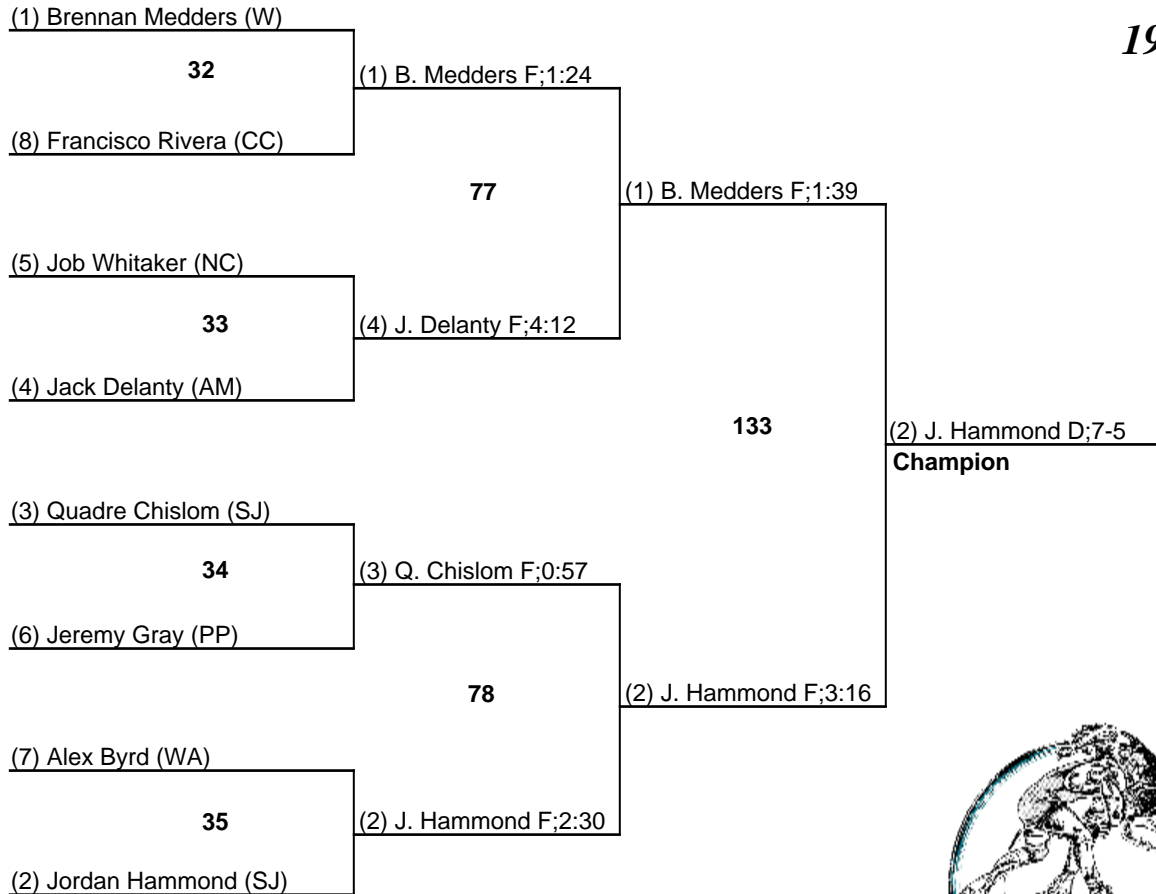 (1) Brennan Medders (W)
19
32
(1) B. Medders F;1:24
(8) Francisco Rivera (CC)
77
(1) B. Medders F;1:39
(5) Job Whitaker (NC)
33
(4) J. Delanty F;4:12
(4) Jack Delanty (AM)
133
(2) J. Hammond D;7-5
Champion
(3) Quadre Chislom (SJ)
34
(3) Q. Chislom F;0:57
(6) Jeremy Gray (PP)
78
(2) J. Hammond F;3:16
(7) Alex Byrd (WA)
35
(2) J. Hammond F;2:30
(2) Jordan Hammond (SJ)